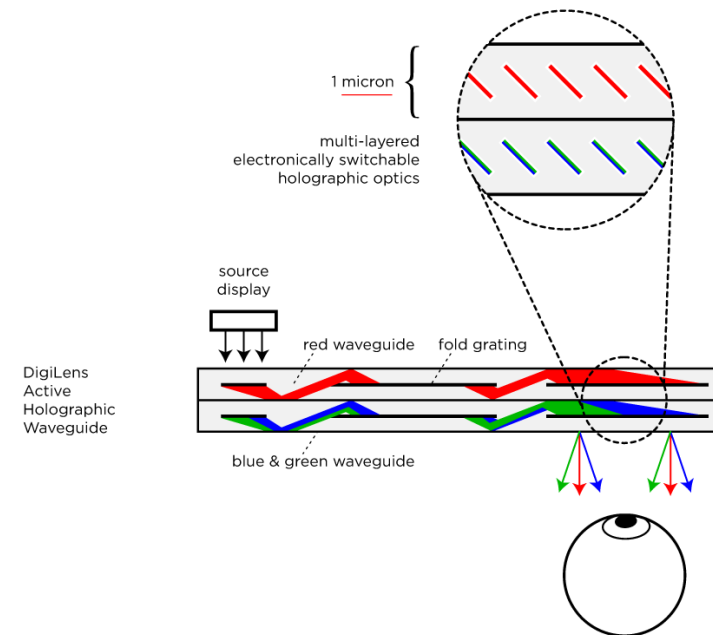 1 micron
multi-layered
electronically switchable
holographic optics
source
display
red waveguide
fold grating
DigiLens
Active
Holographic
Waveguide
blue & green waveguide